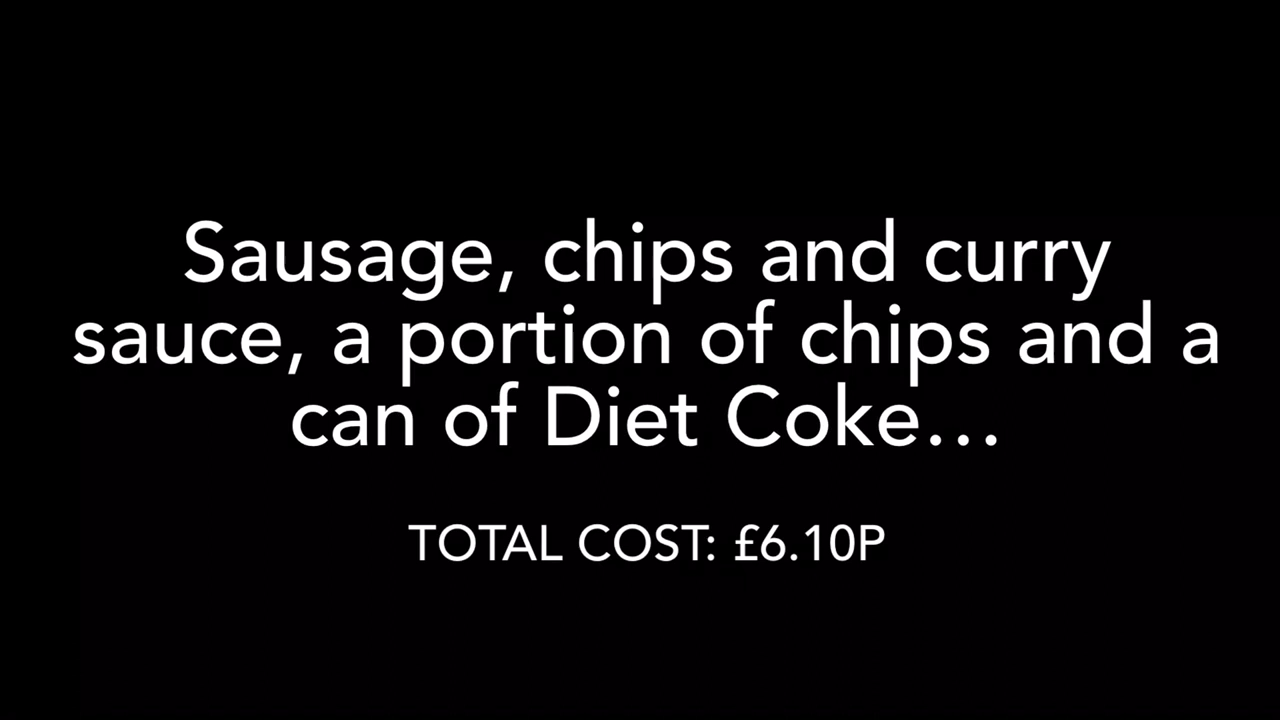 Sausage, chips and curry
sauce, a portion of chips and a
can of Diet Coke...
TOTAL COST: £6.10P